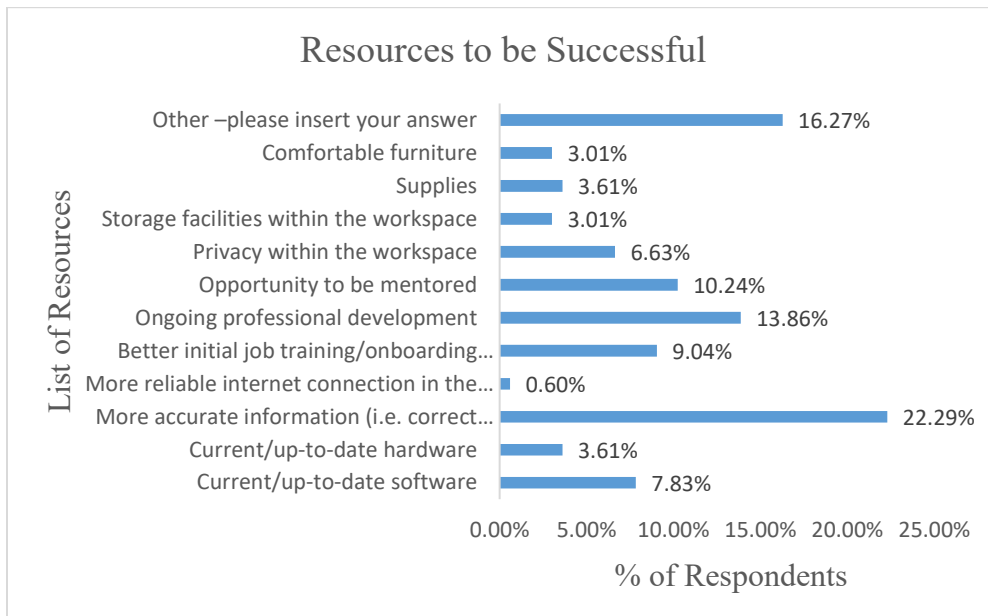 Resources to be Successful
List of Resources
Other –please insert your answer 16.27%
Comfortable furniture 3.01%
Supplies 3.61%
Storage facilities within the workspace 3.01%
Privacy within the workspace 6.63%
Opportunity to be mentored 10.24%
Ongoing professional development 13.86%
Better initial job training/onboarding... 9.04%
More reliable internet connection in the... 0.60%
More accurate information (i.e. correct... 22.29%
Current/up-to-date hardware 3.61%
Current/up-to-date software 7.83%
0.00% 5.00% 10.00% 15.00% 20.00% 25.00%
% of Respondents